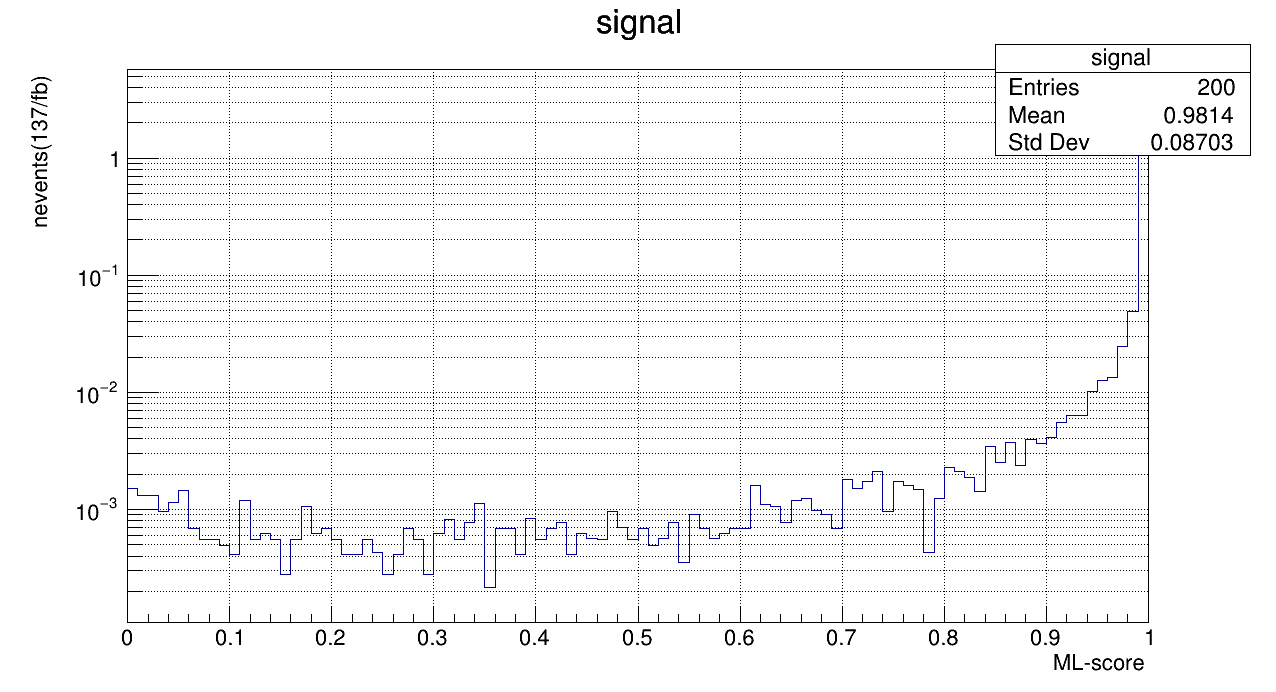 signal
signal
Entries 200
Mean 0.9814
Std Dev 0.08703
nevents(137/fb)
1
10−1
10−2
10−3
0 0.1 0.2 0.3 0.4 0.5 0.6 0.7 0.8 0.9 1
ML-score